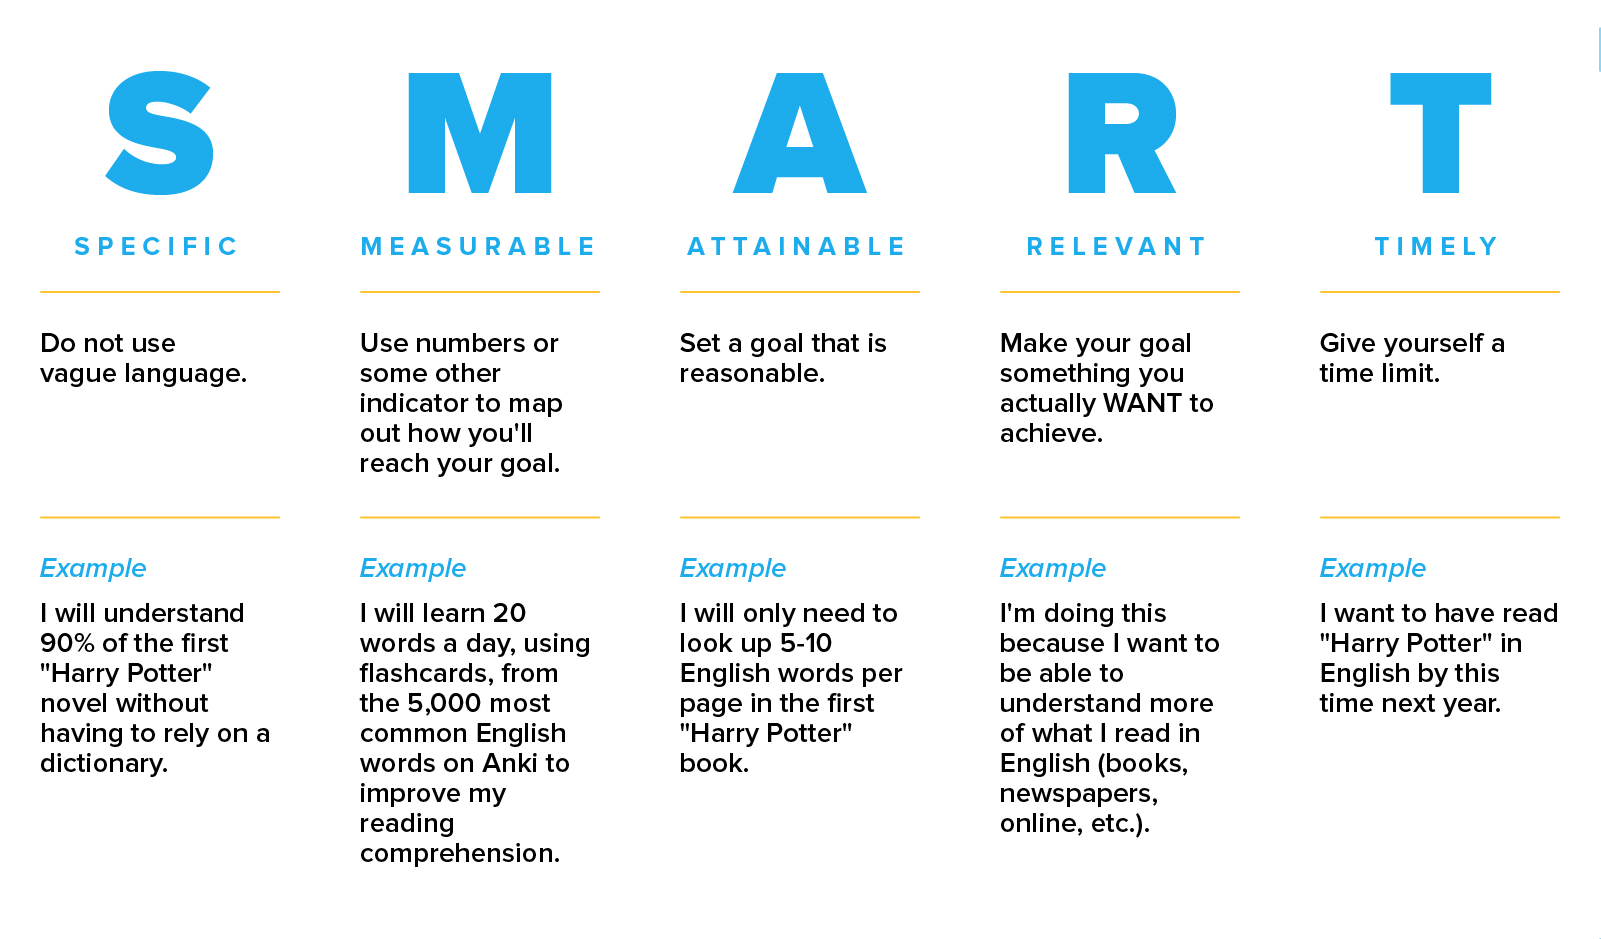 S
M
A
R
T
SPECIFIC
MEASURABLE
ATTAINABLE
RELEVANT
TIMELY
Do not use
vague language.
Use numbers or
some other
indicator to map
out how you'll
reach your goal.
Set a goal that is
reasonable.
Make your goal
something you
actually WANT to
achieve.
Give yourself a
time limit.
Example
I will understand
90% of the first
"Harry Potter"
novel without
having to rely on a
dictionary.
Example
I will learn 20
words a day, using
flashcards, from
the 5,000 most
common English
words on Anki to
improve my
reading
comprehension.
Example
I will only need to
look up 5-10
English words per
page in the first
"Harry Potter"
book.
Example
I'm doing this
because I want to
be able to
understand more
of what I read in
English (books,
newspapers,
online, etc.).
Example
I want to have read
"Harry Potter" in
English by this
time next year.